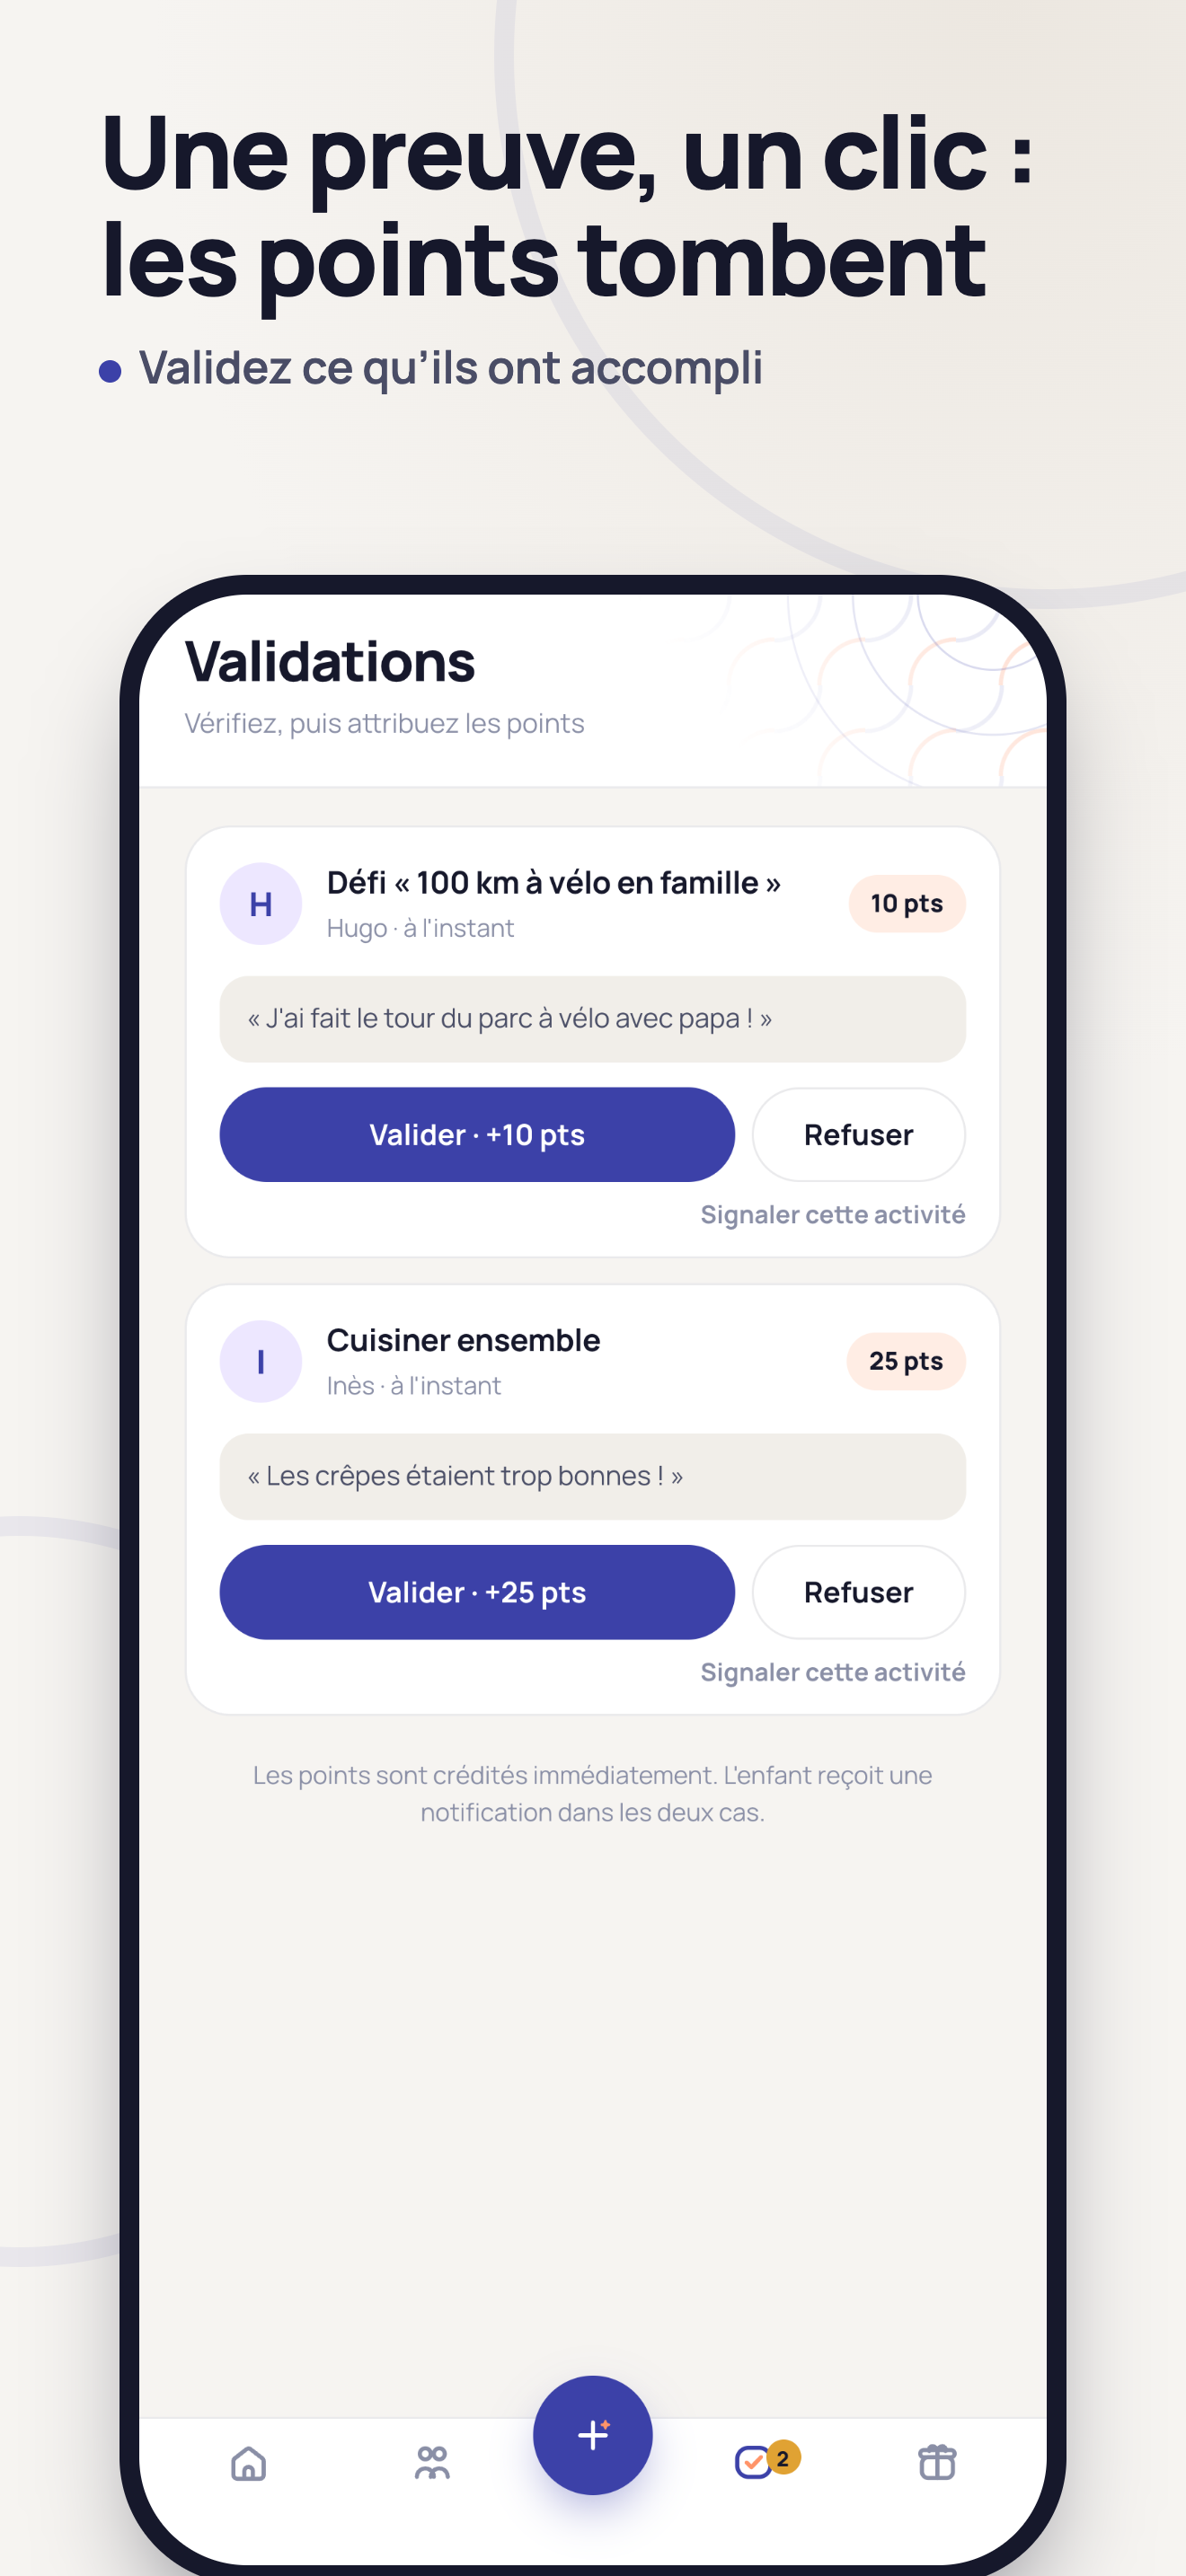 Une preuve, un clic :
les points tombent
Validez ce qu’ils ont accompli
Validations
Vérifiez, puis attribuez les points
H
Défi « 100 km à vélo en famille »
Hugo · à l'instant
10 pts
« J'ai fait le tour du parc à vélo avec papa ! »
Valider · +10 pts
Refuser
Signaler cette activité
I
Cuisiner ensemble
Inès · à l'instant
25 pts
« Les crêpes étaient trop bonnes ! »
Valider · +25 pts
Refuser
Signaler cette activité
Les points sont crédités immédiatement. L'enfant reçoit une
notification dans les deux cas.
2